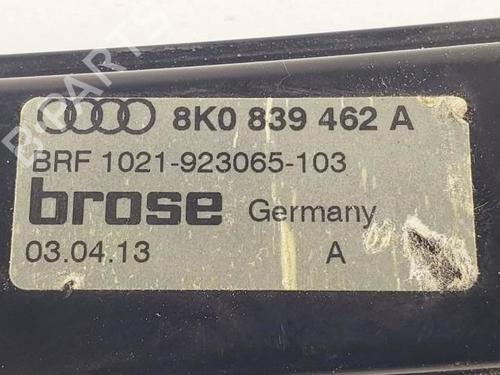 8K0 839 462 A
BRF 1021-923065-103
brose Germany
03.04.13 A